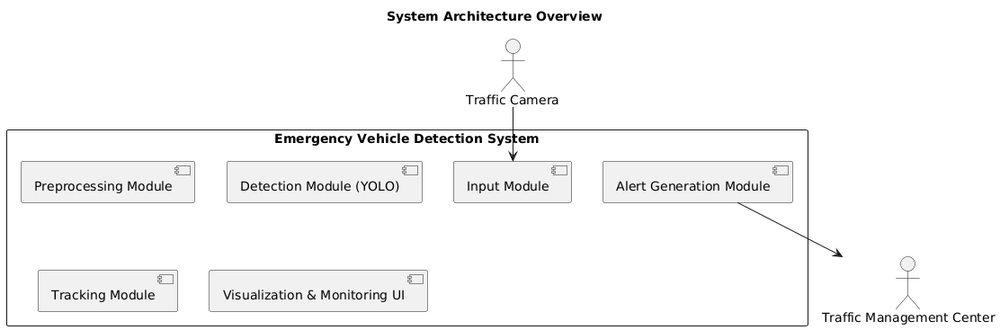 System Architecture Overview
Traffic Camera
Emergency Vehicle Detection System
Preprocessing Module
Detection Module (YOLO)
Input Module
Alert Generation Module
Tracking Module
Visualization & Monitoring UI
Traffic Management Center